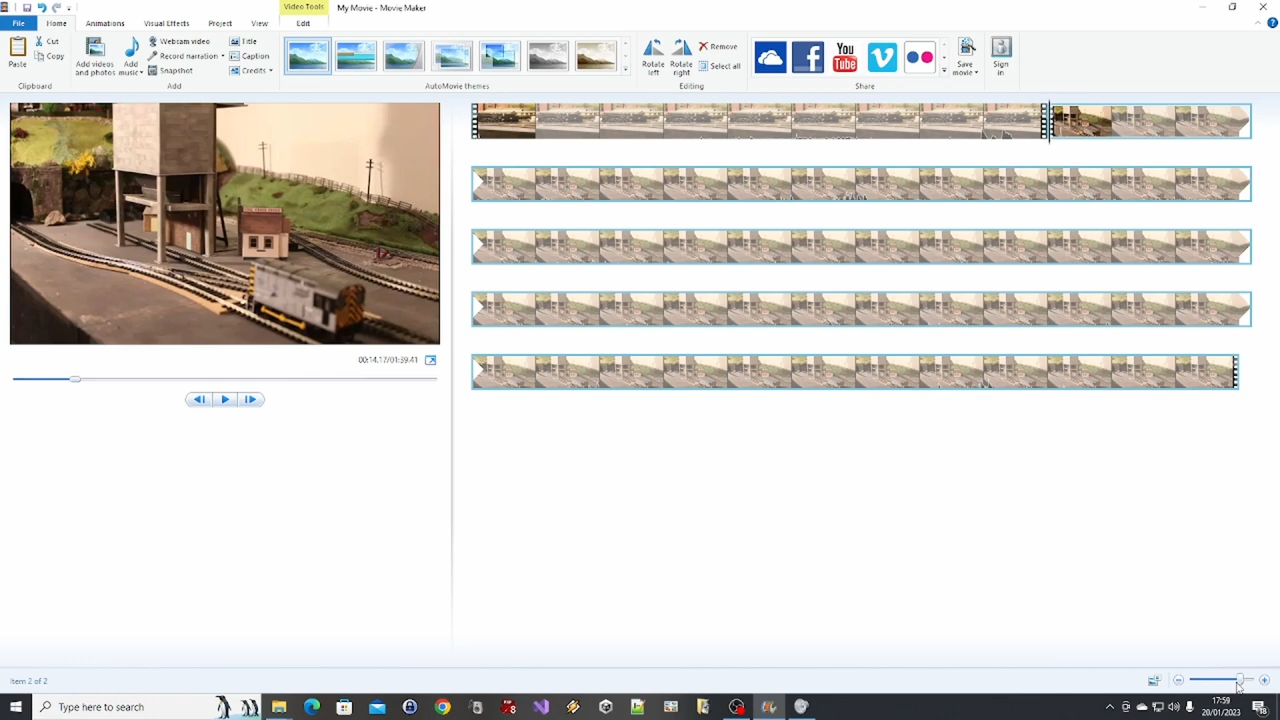 Video Tools
My Movie - Movie Maker
File
Home
Animations
Visual Effects
Project
View
Edit
Paste
Cut
Copy
Clipboard
Add videos
and photos
Add
music
Webcam video
Record narration
Snapshot
Title
Caption
Credits
Add
AutoMovie themes
Rotate
left
Rotate
right
Remove
Select all
Editing
You
Tube
Share
Save
movie
Sign
in
00:14.17/01:39.41
Item 2 of 2
Type here to search
17:59
20/01/2023